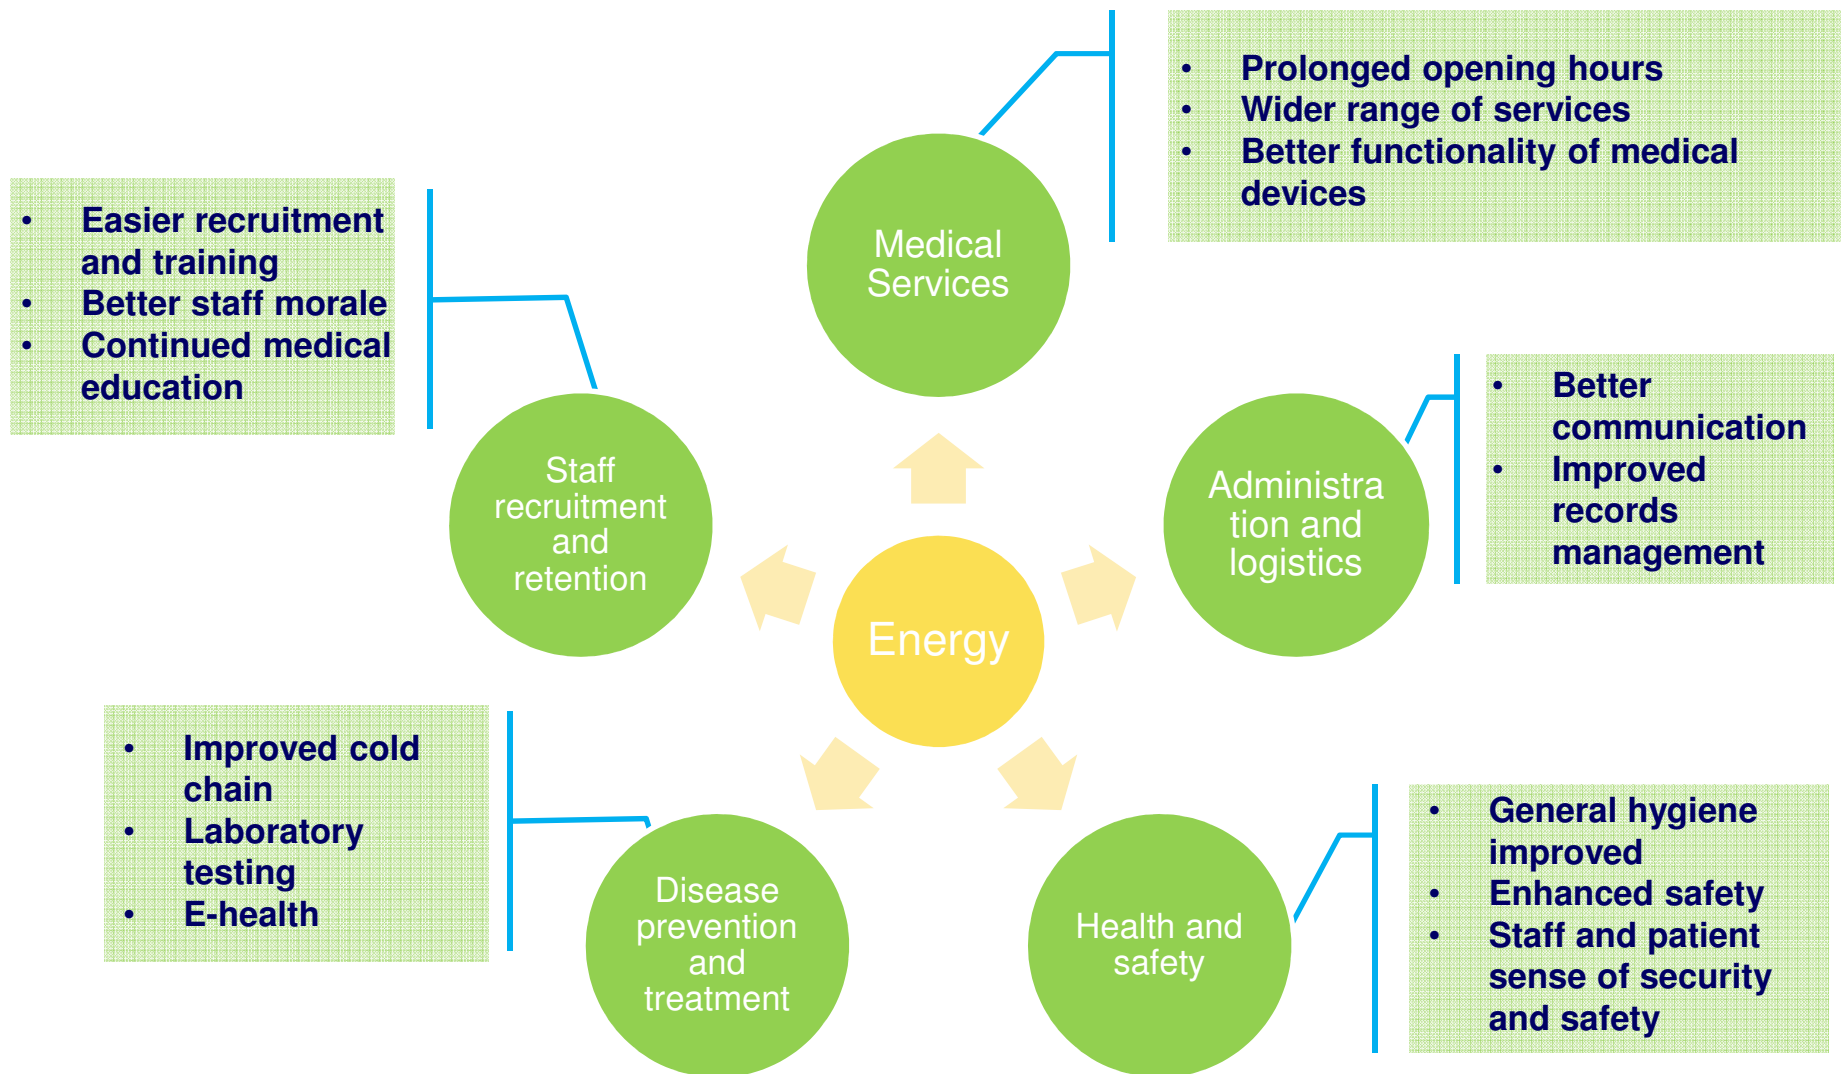 • Prolonged opening hours
• Wider range of services
• Better functionality of medical
devices
Medical
Services
• Easier recruitment
and training
• Better staff morale
• Continued medical
education
Staff
recruitment
and
retention
Administra
tion and
logistics
• Better
communication
• Improved
records
management
Energy
• Improved cold
chain
• Laboratory
testing
• E-health
Disease
prevention
and
treatment
Health and
safety
• General hygiene
improved
• Enhanced safety
• Staff and patient
sense of security
and safety